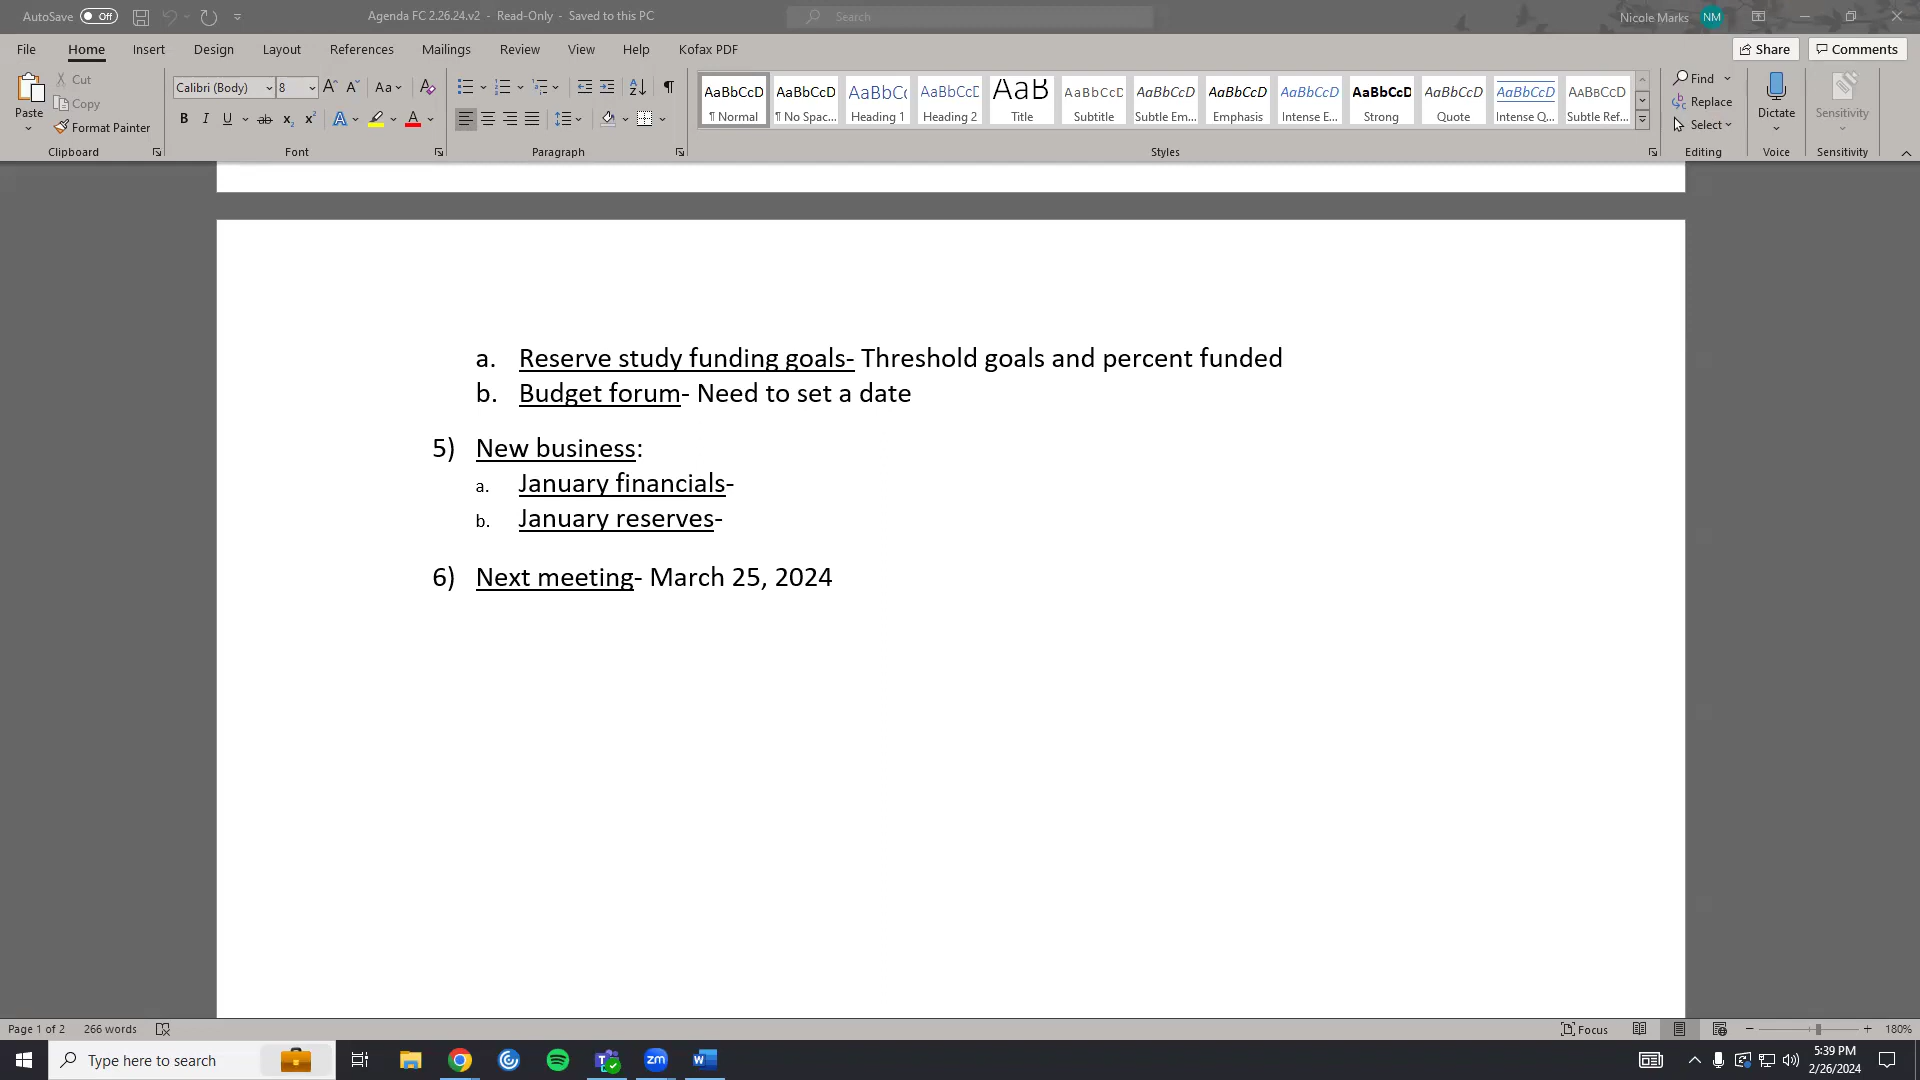 AutoSave Off Agenda FC 2.26.24.v2 - Read-Only - Saved to this PC Search Nicole Marks NM
File Home Insert Design Layout References Mailings Review View Help Kofax PDF Share Comments
Paste Cut Copy Format Painter Clipboard
Calibri (Body) 8 Aa Font
Paragraph
AaBbCcD ¶ Normal
AaBbCcD ¶ No Spac...
AaBbC Heading 1
AaBbCcD Heading 2
AaB Title
AaBbCcD Subtitle
AaBbCcD Subtle Em...
AaBbCcD Emphasis
AaBbCcD Intense E...
AaBbCcD Strong
AaBbCcD Quote
AaBbCcD Intense Q...
AaBbCcD Subtle Ref...
Styles
Find Replace Select Editing
Dictate Voice
Sensitivity Sensitivity
a. Reserve study funding goals- Threshold goals and percent funded
b. Budget forum- Need to set a date
5) New business:
a. January financials-
b. January reserves-
6) Next meeting- March 25, 2024
Page 1 of 2 266 words Focus 180%
Type here to search zm 5:39 PM
2/26/2024